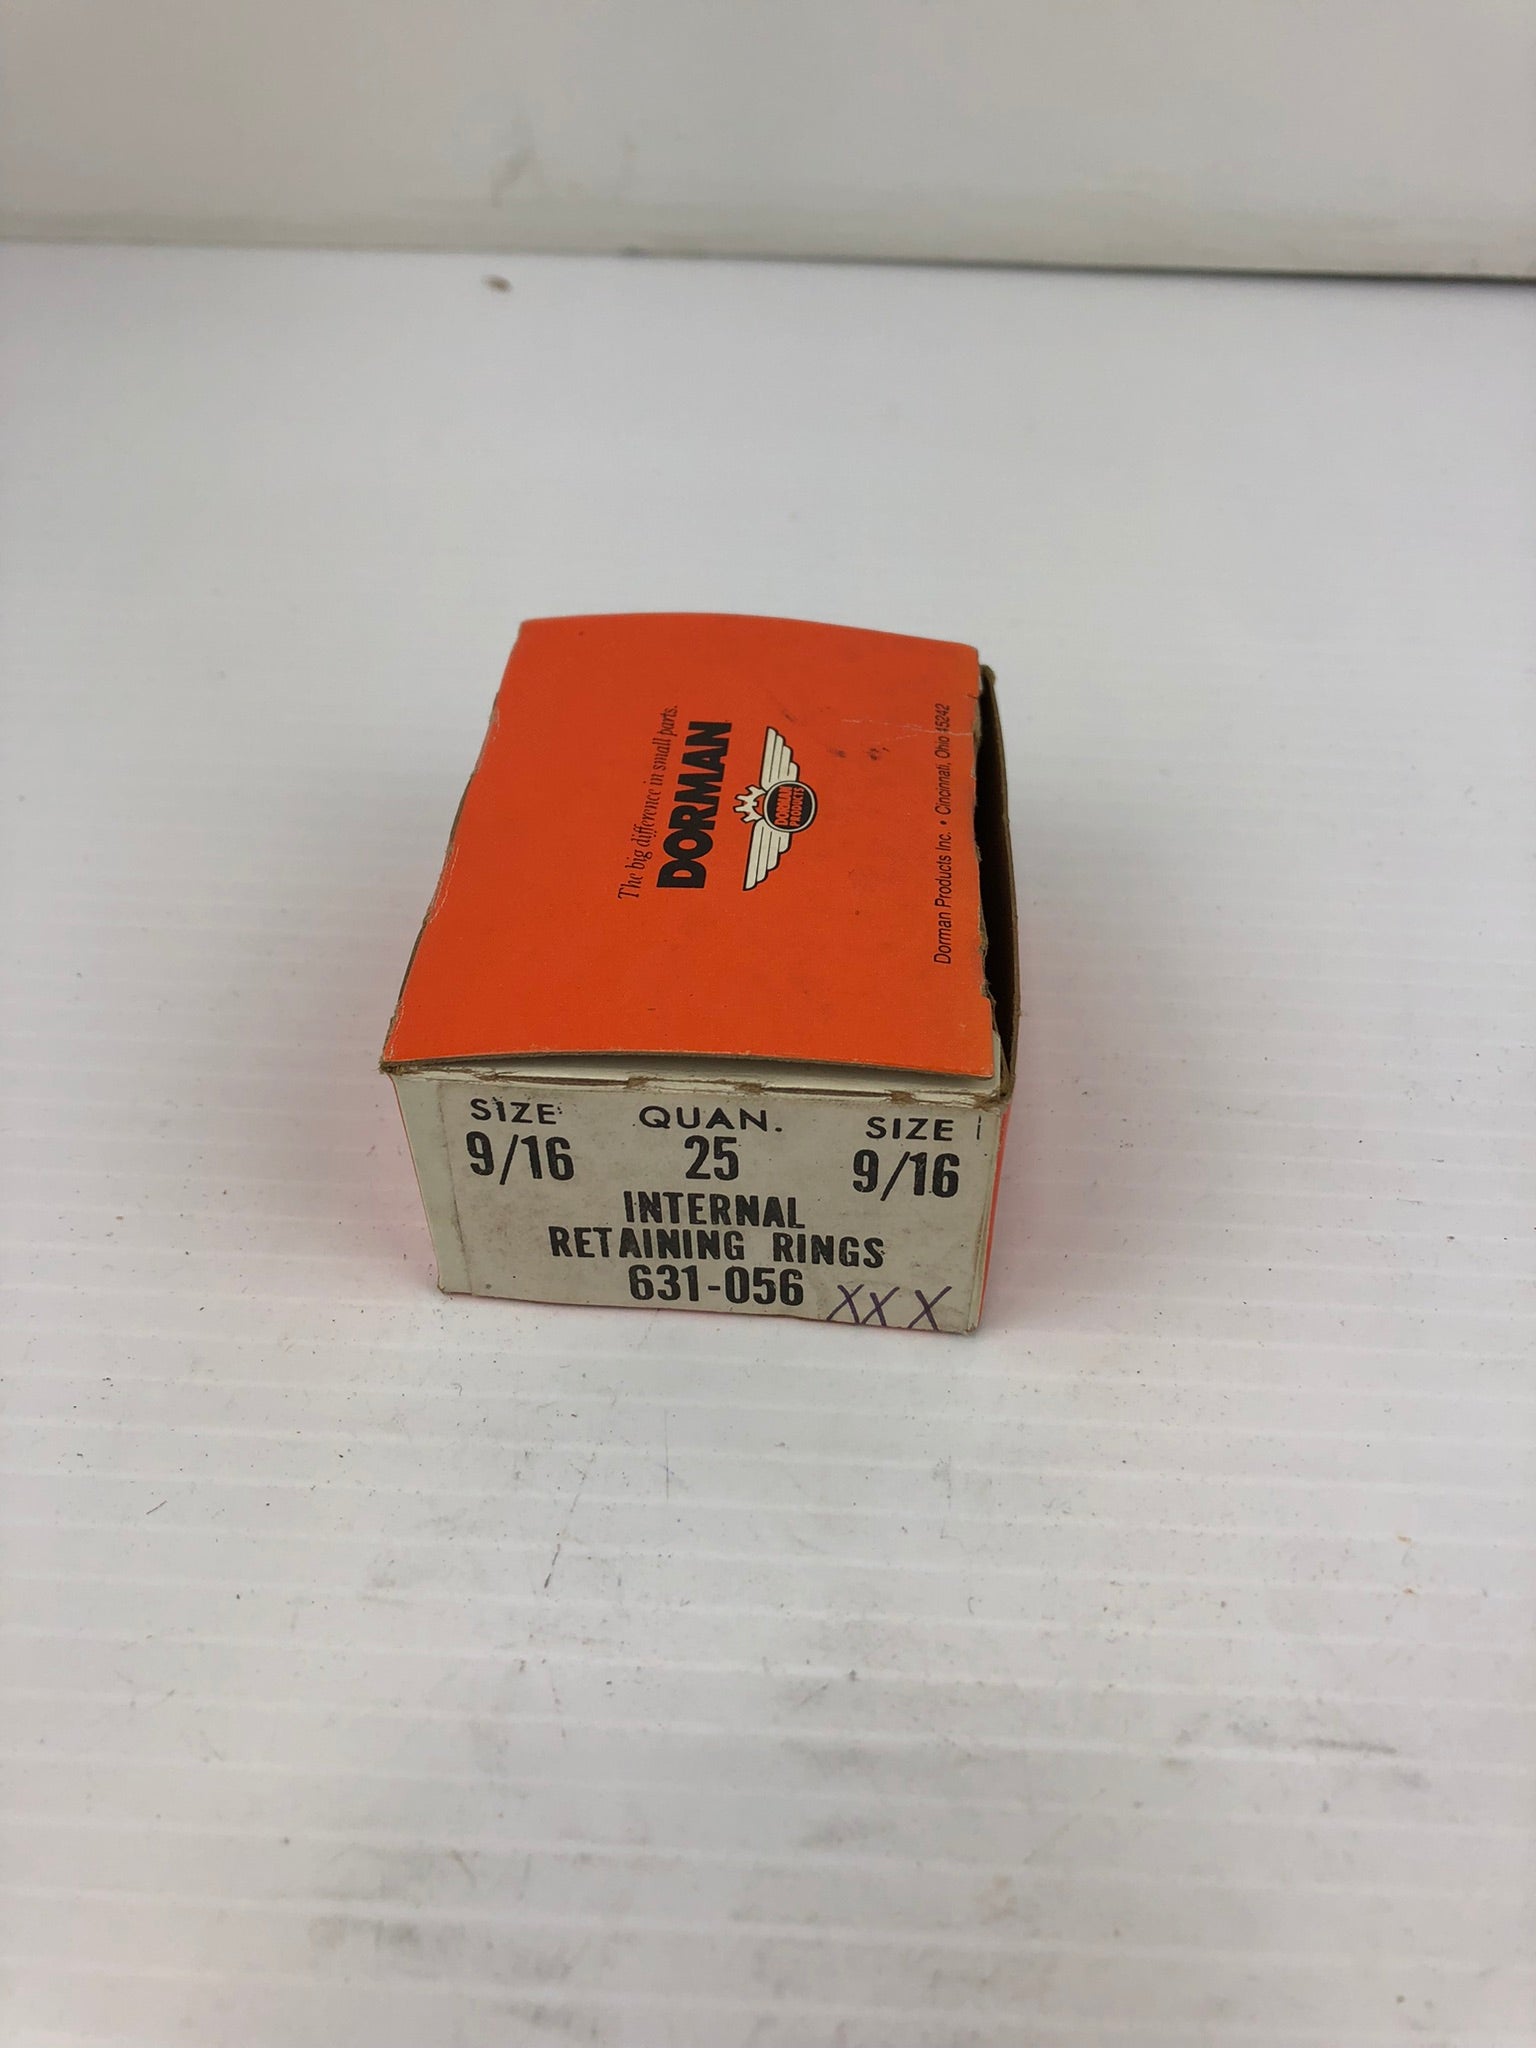 The big difference in small parts.
DORMAN
DORMAN
PRODUCTS
Dorman Products Inc. • Cincinnati, Ohio 45242
SIZE QUAN. SIZE
9/16 25 9/16
INTERNAL
RETAINING RINGS
631-056 XXX